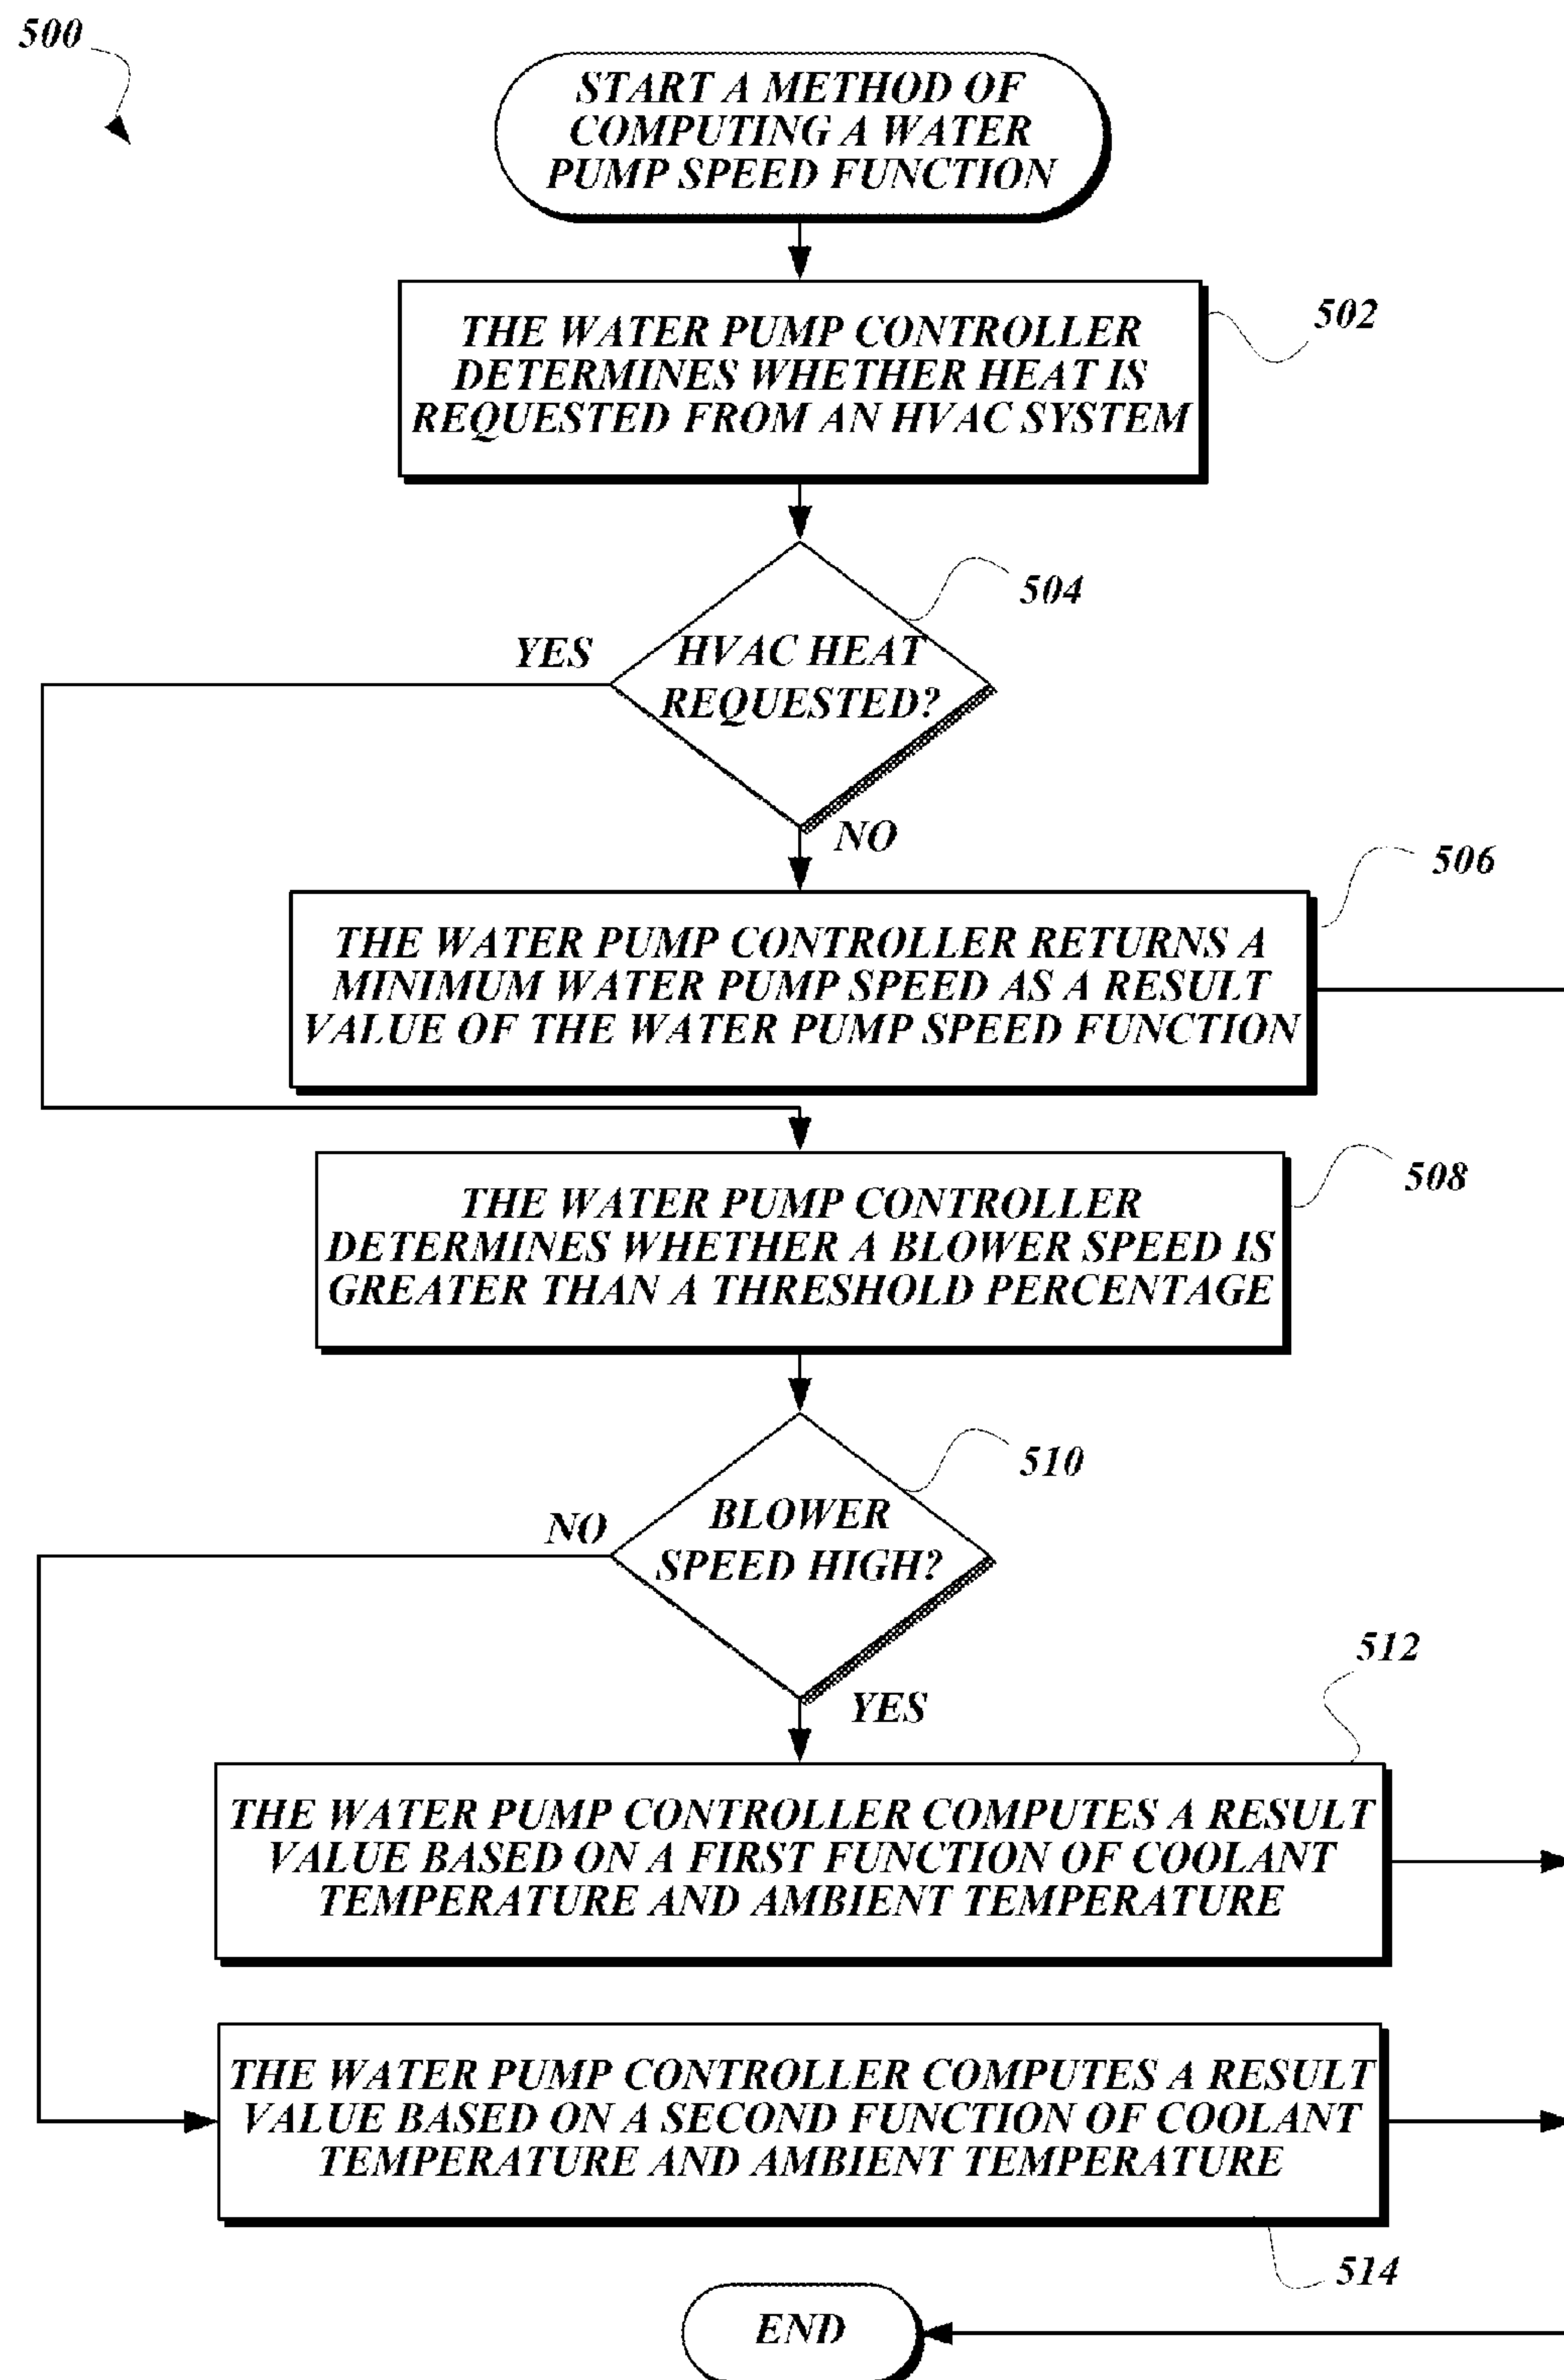 500
START A METHOD OF
COMPUTING A WATER
PUMP SPEED FUNCTION
THE WATER PUMP CONTROLLER
DETERMINES WHETHER HEAT IS
REQUESTED FROM AN HVAC SYSTEM
502
504
YES
HVAC HEAT
REQUESTED?
NO
506
THE WATER PUMP CONTROLLER RETURNS A
MINIMUM WATER PUMP SPEED AS A RESULT
VALUE OF THE WATER PUMP SPEED FUNCTION
508
THE WATER PUMP CONTROLLER
DETERMINES WHETHER A BLOWER SPEED IS
GREATER THAN A THRESHOLD PERCENTAGE
510
NO
BLOWER
SPEED HIGH?
YES
512
THE WATER PUMP CONTROLLER COMPUTES A RESULT
VALUE BASED ON A FIRST FUNCTION OF COOLANT
TEMPERATURE AND AMBIENT TEMPERATURE
THE WATER PUMP CONTROLLER COMPUTES A RESULT
VALUE BASED ON A SECOND FUNCTION OF COOLANT
TEMPERATURE AND AMBIENT TEMPERATURE
514
END